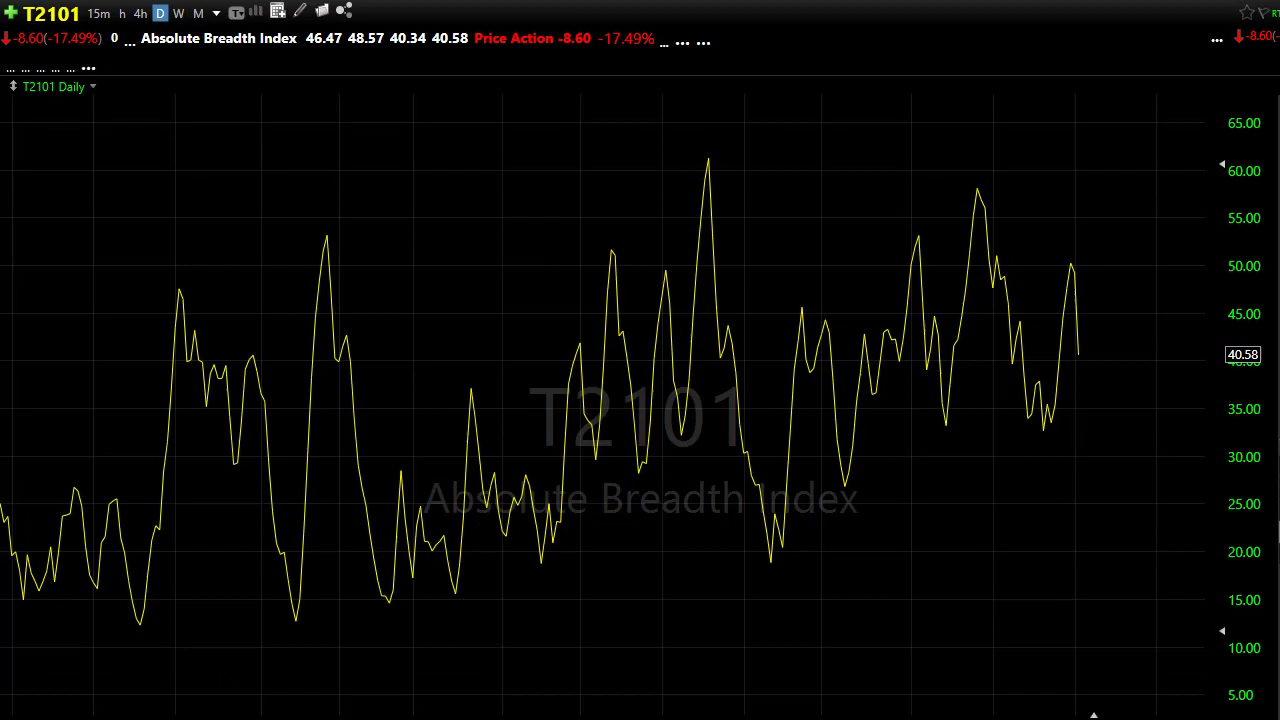 T2101 15m h 4h D W M T
-8.60(-17.49%) 0 ... Absolute Breadth Index 46.47 48.57 40.34 40.58 Price Action -8.60 -17.49% ... ... ... ... -8.60(-
... ... ... ... ... ...
T2101 Daily
65.00
60.00
55.00
50.00
45.00
40.58
35.00
30.00
25.00
20.00
15.00
10.00
5.00
T2101
Absolute Breadth Index